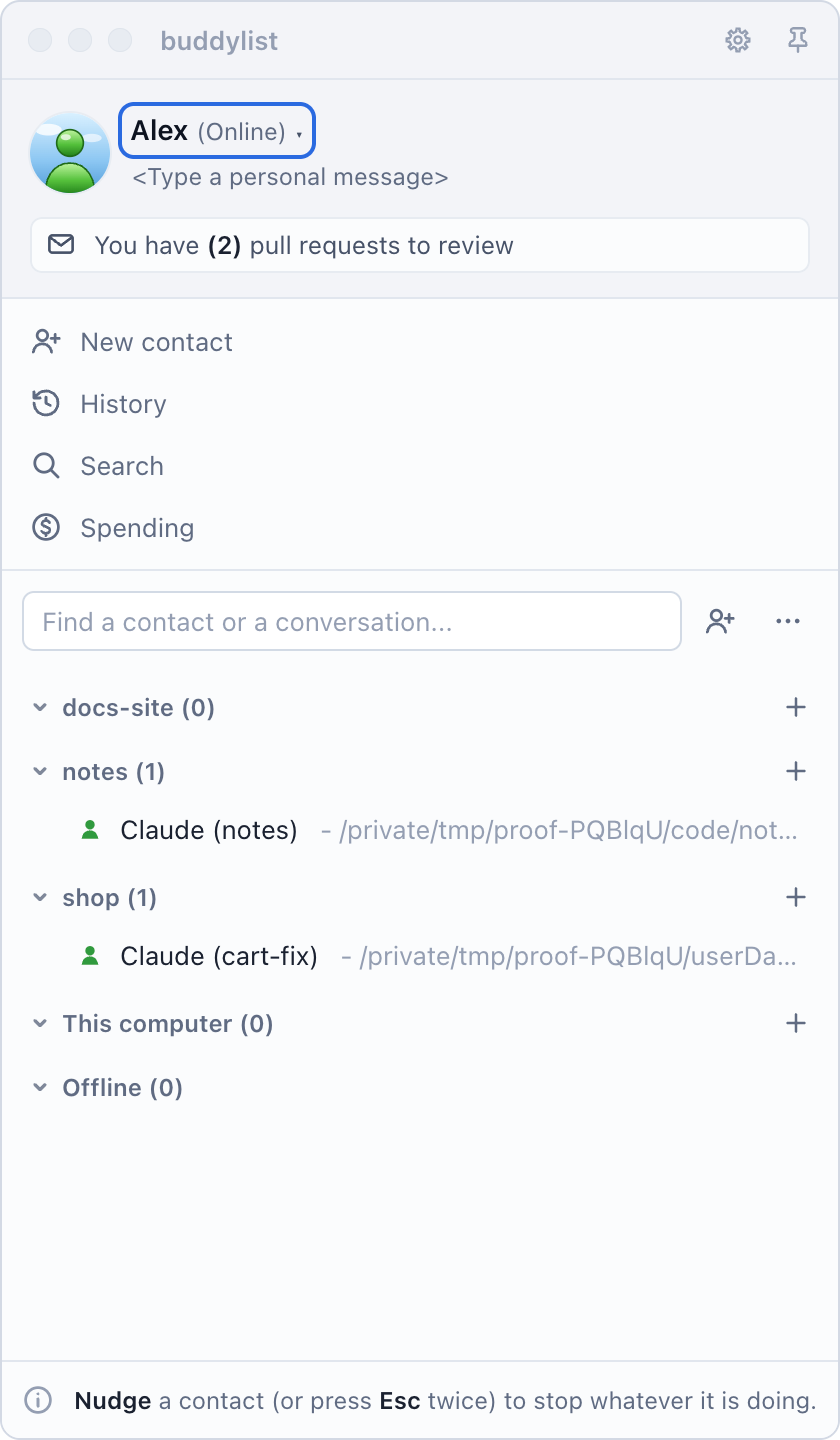 buddylist
Alex (Online)
<Type a personal message>
You have (2) pull requests to review
New contact
History
Search
Spending
Find a contact or a conversation...
docs-site (0)
notes (1)
Claude (notes) - /private/tmp/proof-PQBlqU/code/not...
shop (1)
Claude (cart-fix) - /private/tmp/proof-PQBlqU/userDa...
This computer (0)
Offline (0)
Nudge a contact (or press Esc twice) to stop whatever it is doing.